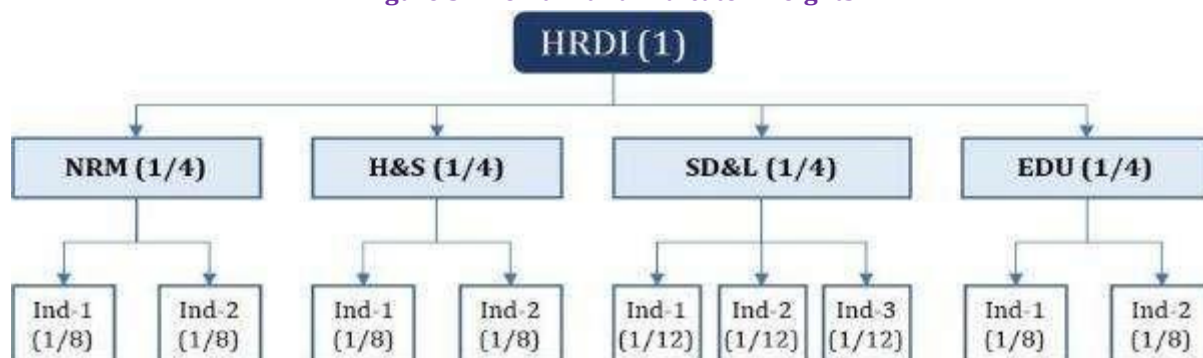 HRDI (1)
NRM (1/4) H&S (1/4) SD&L (1/4) EDU (1/4)
Ind-1 Ind-2 Ind-1 Ind-2 Ind-1 Ind-2 Ind-3 Ind-1 Ind-2
(1/8) (1/8) (1/8) (1/8) (1/12) (1/12) (1/12) (1/8) (1/8)